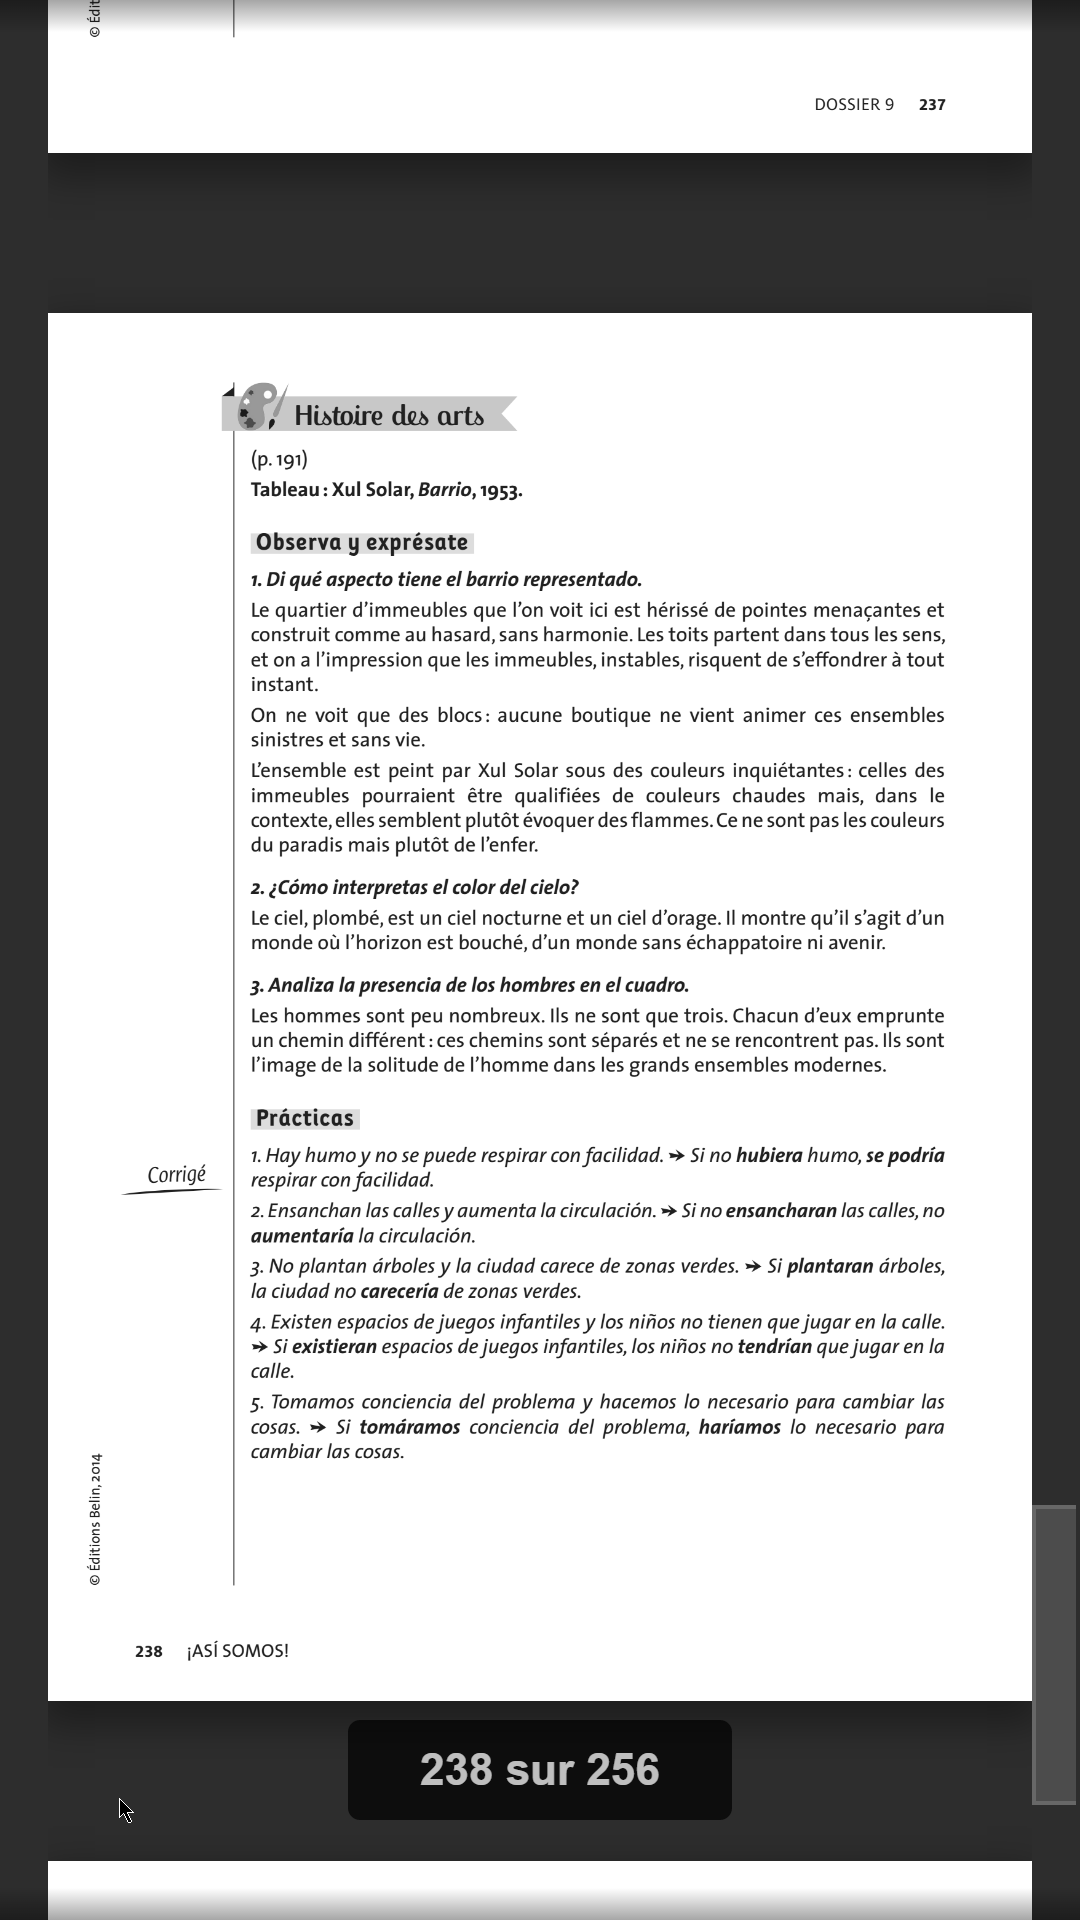 © Édit
DOSSIER 9 237
Histoire des arts
(p. 191)
Tableau : Xul Solar, Barrio, 1953.
Observa y exprésate
1. Di qué aspecto tiene el barrio representado.
Le quartier d’immeubles que l’on voit ici est hérissé de pointes menaçantes et
construit comme au hasard, sans harmonie. Les toits partent dans tous les sens,
et on a l’impression que les immeubles, instables, risquent de s’effondrer à tout
instant.
On ne voit que des blocs : aucune boutique ne vient animer ces ensembles
sinistres et sans vie.
L’ensemble est peint par Xul Solar sous des couleurs inquiétantes : celles des
immeubles pourraient être qualifiées de couleurs chaudes mais, dans le
contexte, elles semblent plutôt évoquer des flammes. Ce ne sont pas les couleurs
du paradis mais plutôt de l’enfer.
2. ¿Cómo interpretas el color del cielo?
Le ciel, plombé, est un ciel nocturne et un ciel d’orage. Il montre qu’il s’agit d’un
monde où l’horizon est bouché, d’un monde sans échappatoire ni avenir.
3. Analiza la presencia de los hombres en el cuadro.
Les hommes sont peu nombreux. Ils ne sont que trois. Chacun d’eux emprunte
un chemin différent : ces chemins sont séparés et ne se rencontrent pas. Ils sont
l’image de la solitude de l’homme dans les grands ensembles modernes.
Prácticas
Corrigé
1. Hay humo y no se puede respirar con facilidad. ➔ Si no hubiera humo, se podría
respirar con facilidad.
2. Ensanchan las calles y aumenta la circulación. ➔ Si no ensancharan las calles, no
aumentaría la circulación.
3. No plantan árboles y la ciudad carece de zonas verdes. ➔ Si plantaran árboles,
la ciudad no carecería de zonas verdes.
4. Existen espacios de juegos infantiles y los niños no tienen que jugar en la calle.
➔ Si existieran espacios de juegos infantiles, los niños no tendrían que jugar en la
calle.
5. Tomamos conciencia del problema y hacemos lo necesario para cambiar las
cosas. ➔ Si tomáramos conciencia del problema, haríamos lo necesario para
cambiar las cosas.
© Éditions Belin, 2014
238 ¡ASÍ SOMOS!
238 sur 256